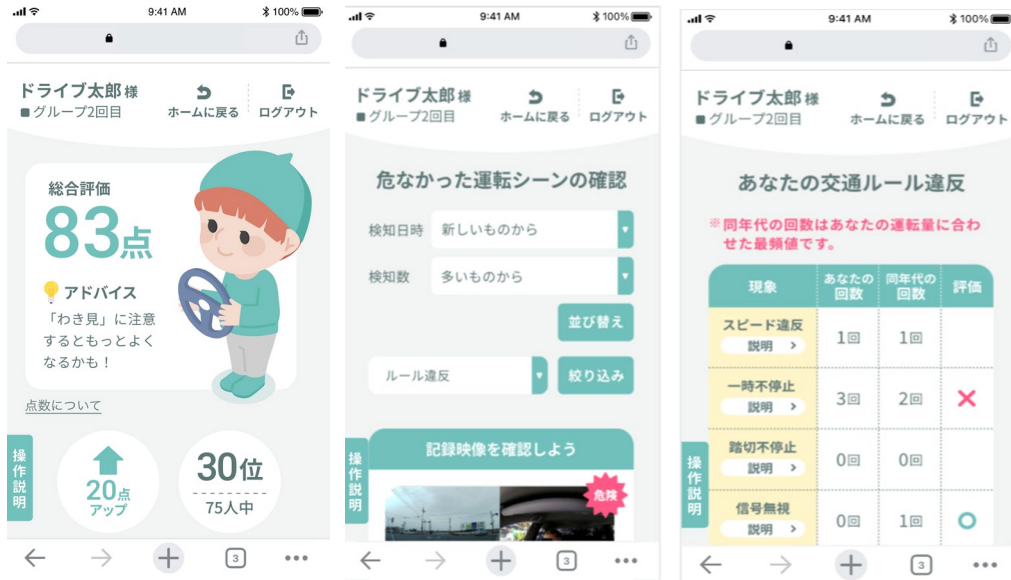 9:41 AM
100%
ドライブ太郎 様
■グループ2回目
ホームに戻る
ログアウト
総合評価
83点
アドバイス
「わき見」に注意
するともっとよく
なるかも！
点数について
操作説明
20点
アップ
30位
75人中
3
9:41 AM
100%
ドライブ太郎 様
■グループ2回目
ホームに戻る
ログアウト
危なかった運転シーンの確認
検知日時
新しいものから
検知数
多いものから
並び替え
ルール違反
絞り込み
操作説明
記録映像を確認しよう
危険
3
9:41 AM
100%
ドライブ太郎 様
■グループ2回目
ホームに戻る
ログアウト
あなたの交通ルール違反
※同年代の回数はあなたの運転量に合わ
せた最頻値です。
現象
あなたの
回数
同年代の
回数
評価
スピード違反
説明 >
1回
1回
一時不停止
説明 >
3回
2回
×
踏切不停止
説明 >
0回
0回
信号無視
説明 >
0回
1回
○
操作説明
3